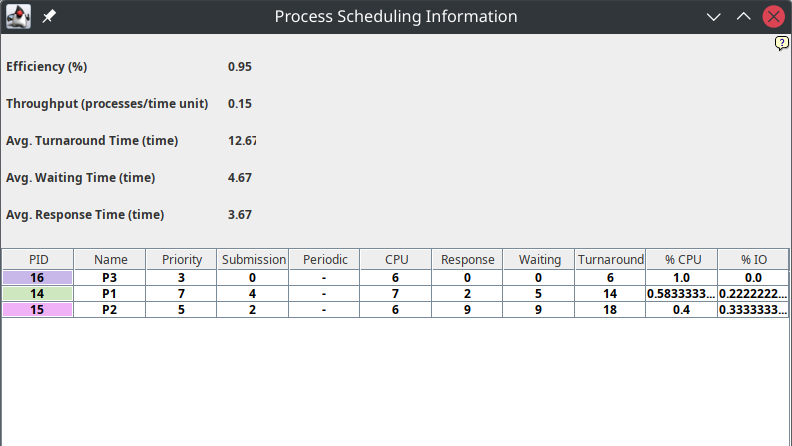 Process Scheduling Information
?
Efficiency (%) 0.95
Throughput (processes/time unit) 0.15
Avg. Turnaround Time (time) 12.67
Avg. Waiting Time (time) 4.67
Avg. Response Time (time) 3.67
PID Name Priority Submission Periodic CPU Response Waiting Turnaround % CPU % IO
16 P3 3 0 - 6 0 0 6 1.0 0.0
14 P1 7 4 - 7 2 5 14 0.5833333... 0.2222222...
15 P2 5 2 - 6 9 9 18 0.4 0.3333333...